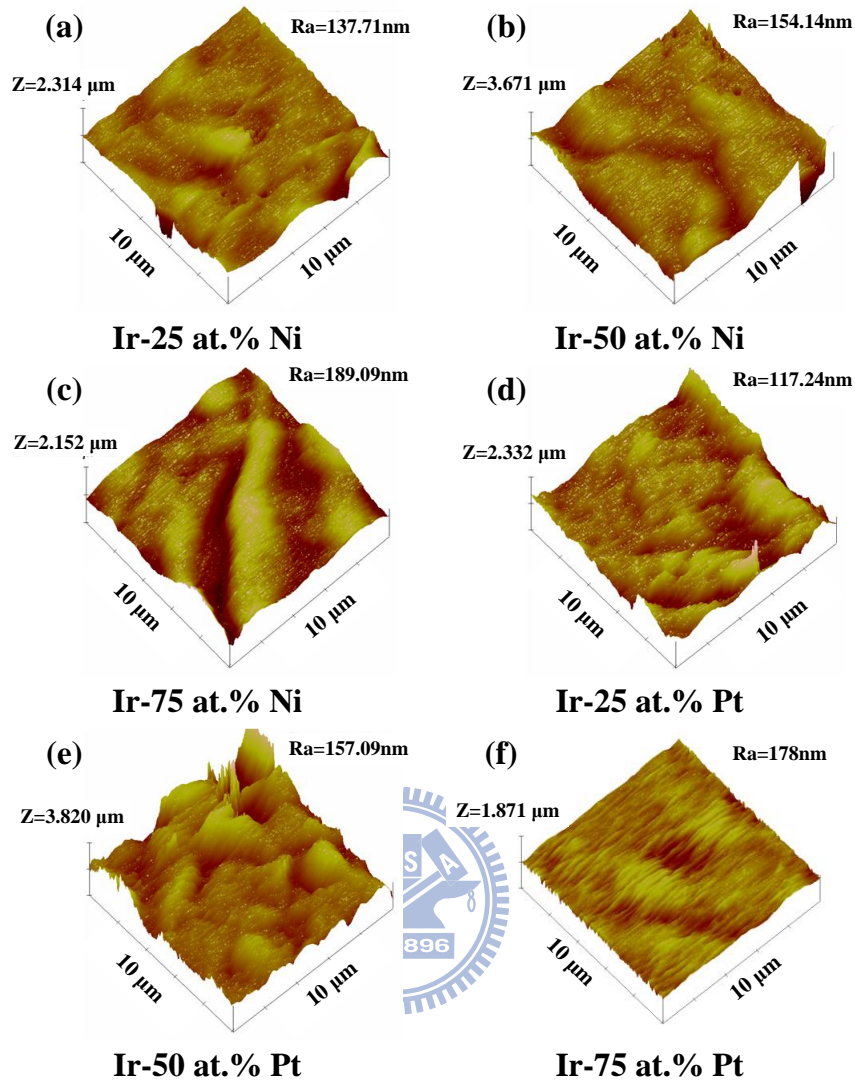 (a)
Ra=137.71nm
Z=2.314 μm
10 μm
10 μm
Ir-25 at.% Ni
(b)
Ra=154.14nm
Z=3.671 μm
10 μm
10 μm
Ir-50 at.% Ni
(c)
Ra=189.09nm
Z=2.152 μm
10 μm
10 μm
Ir-75 at.% Ni
(d)
Ra=117.24nm
Z=2.332 μm
10 μm
10 μm
Ir-25 at.% Pt
(e)
Ra=157.09nm
Z=3.820 μm
10 μm
10 μm
Ir-50 at.% Pt
(f)
Ra=178nm
Z=1.871 μm
10 μm
10 μm
Ir-75 at.% Pt
S A
896